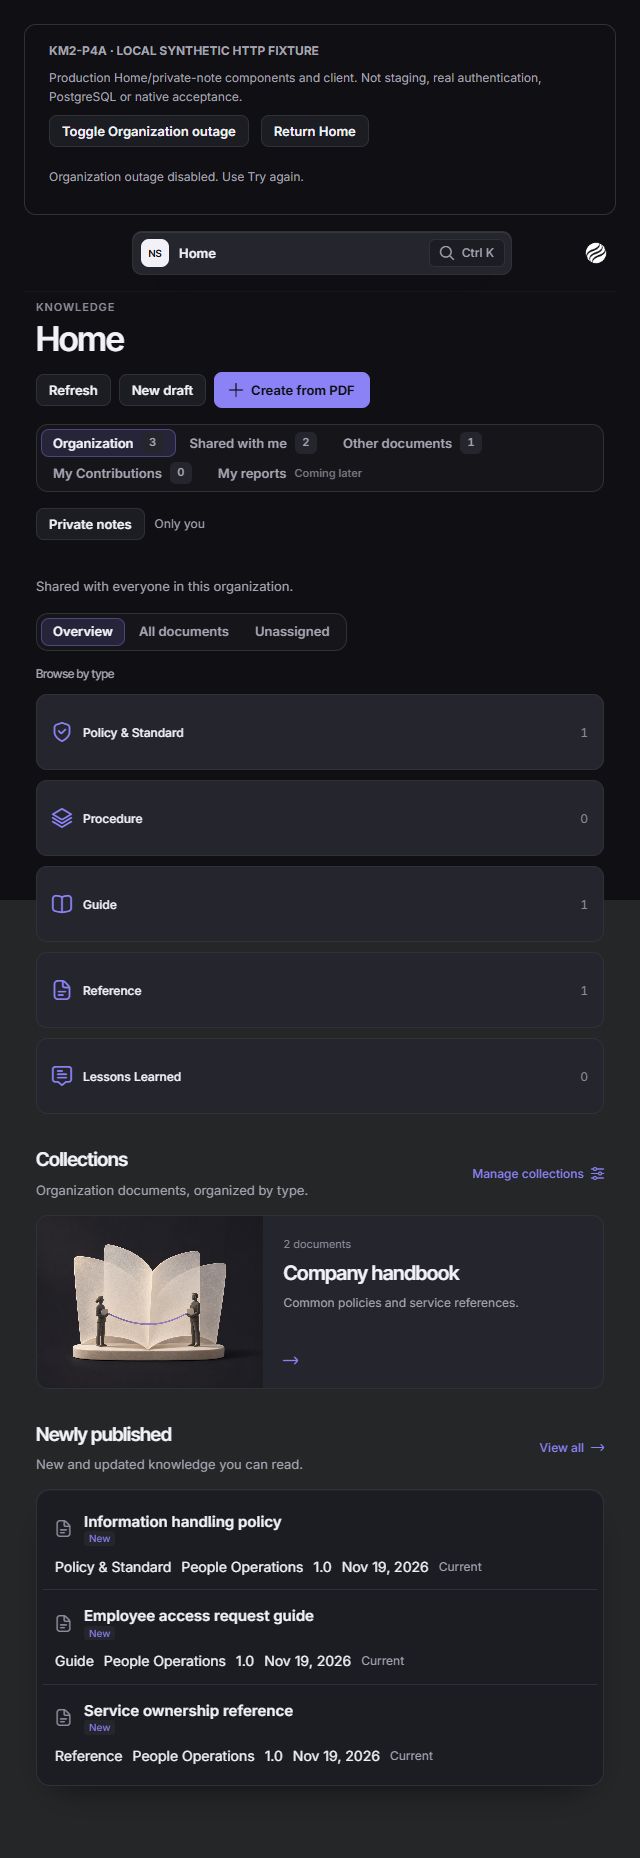 KM2-P4A · LOCAL SYNTHETIC HTTP FIXTURE
Production Home/private-note components and client. Not staging, real authentication,
PostgreSQL or native acceptance.
Toggle Organization outage Return Home
Organization outage disabled. Use Try again.
NS Home Ctrl K
KNOWLEDGE
Home
Refresh New draft Create from PDF
Organization 3 Shared with me 2 Other documents 1
My Contributions 0 My reports Coming later
Private notes Only you
Shared with everyone in this organization.
Overview All documents Unassigned
Browse by type
Policy & Standard 1
Procedure 0
Guide 1
Reference 1
Lessons Learned 0
Collections
Manage collections
Organization documents, organized by type.
2 documents
Company handbook
Common policies and service references.
Newly published
View all
New and updated knowledge you can read.
Information handling policy
New
Policy & Standard People Operations 1.0 Nov 19, 2026 Current
Employee access request guide
New
Guide People Operations 1.0 Nov 19, 2026 Current
Service ownership reference
New
Reference People Operations 1.0 Nov 19, 2026 Current